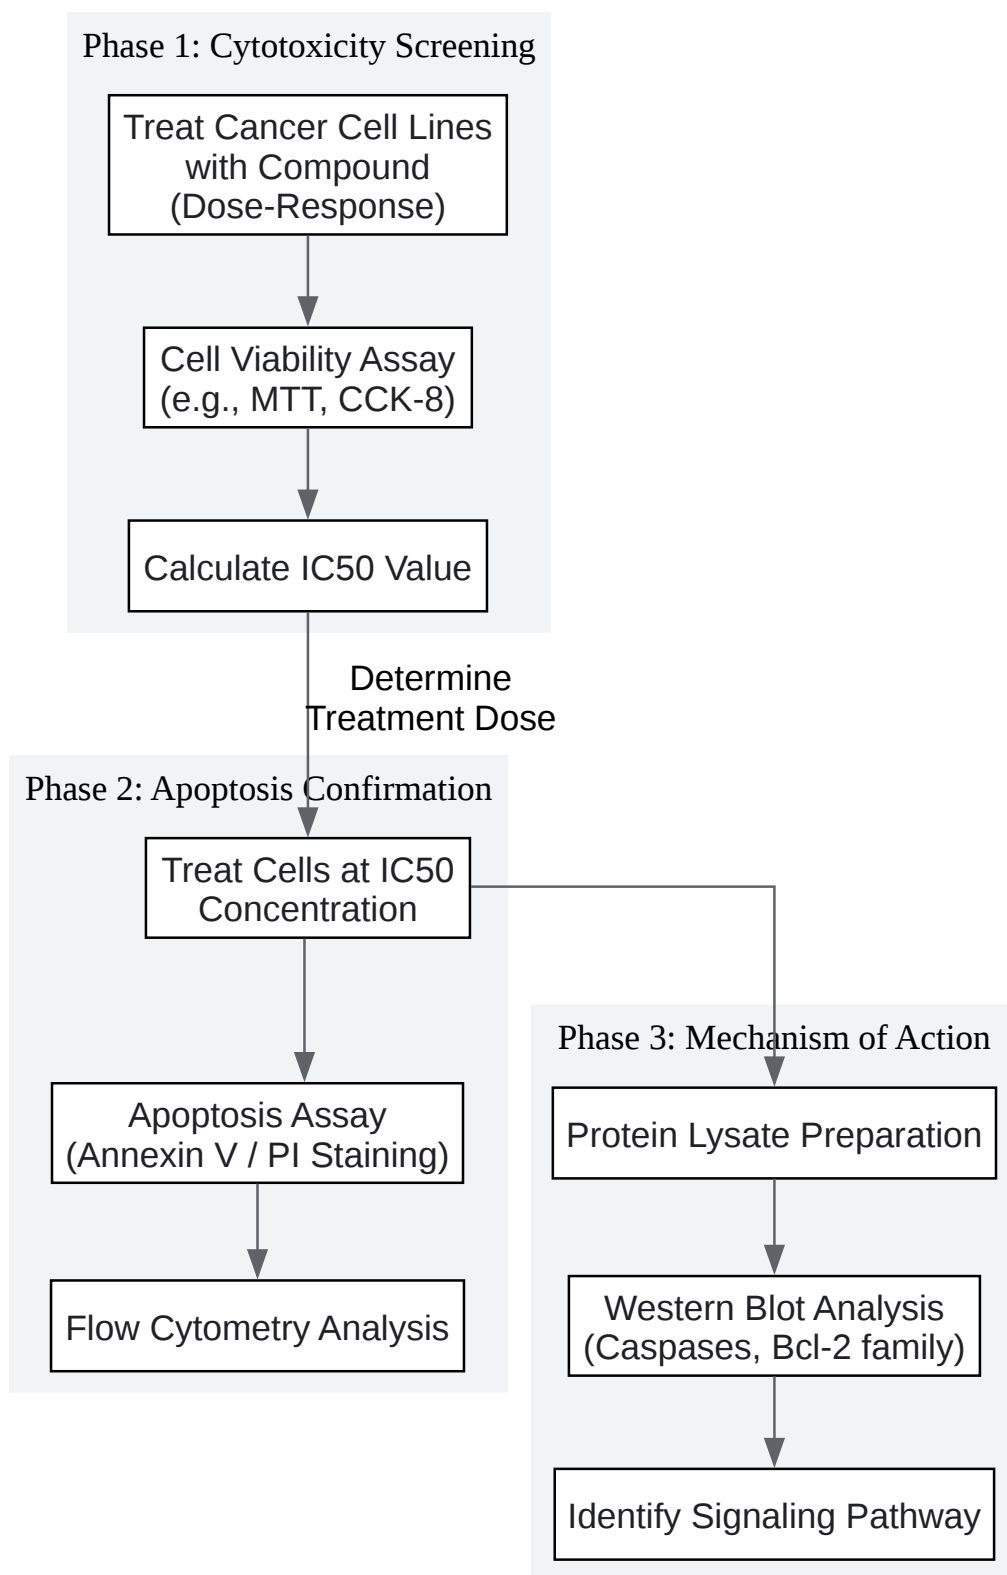 Phase 1: Cytotoxicity Screening
Treat Cancer Cell Lines
with Compound
(Dose-Response)
Cell Viability Assay
(e.g., MTT, CCK-8)
Calculate IC50 Value
Determine
Treatment Dose
Phase 2: Apoptosis Confirmation
Treat Cells at IC50
Concentration
Apoptosis Assay
(Annexin V / PI Staining)
Flow Cytometry Analysis
Phase 3: Mechanism of Action
Protein Lysate Preparation
Western Blot Analysis
(Caspases, Bcl-2 family)
Identify Signaling Pathway